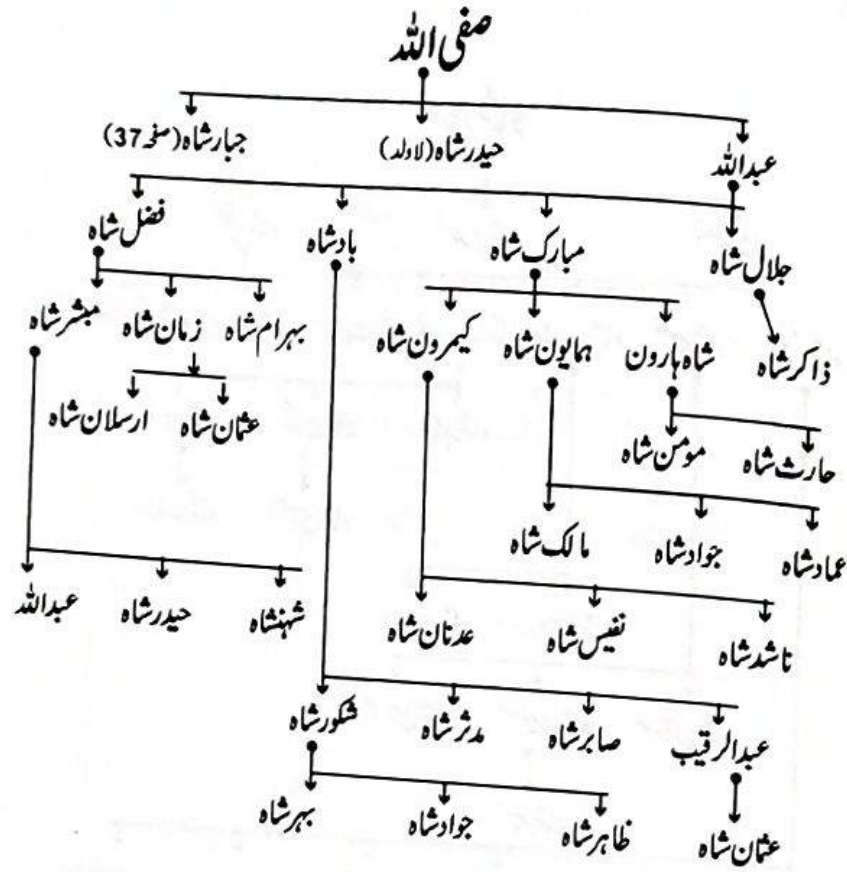 صفی اللہ
عبداللہ
حیدر شاہ (لاولد)
جبار شاہ (صفحہ 37)
جلال شاہ
مبارک شاہ
باد شاہ
فضل شاہ
ذاکر شاہ
شاہ ہارون
ہمایون شاہ
کیمرون شاہ
بہرام شاہ
زمان شاہ
مبشر شاہ
حارث شاہ
مومن شاہ
عثمان شاہ
ارسلان شاہ
عماد شاہ
جواد شاہ
مالک شاہ
ناشد شاہ
نفیس شاہ
عدنان شاہ
شہنشاہ
حیدر شاہ
عبداللہ
عبدالرقیب
صابر شاہ
مدثر شاہ
شکور شاہ
عثمان شاہ
ظاہر شاہ
جواد شاہ
بہر شاہ